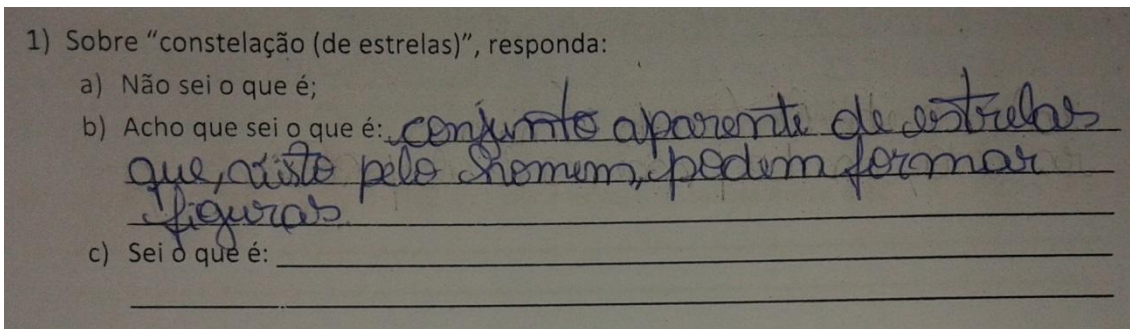 1) Sobre “constelação (de estrelas)”, responda:
a) Não sei o que é;
b) Acho que sei o que é: conjunto aparente de estrelas
que, visto pelo homem, podem formar
figuras
c) Sei o que é: